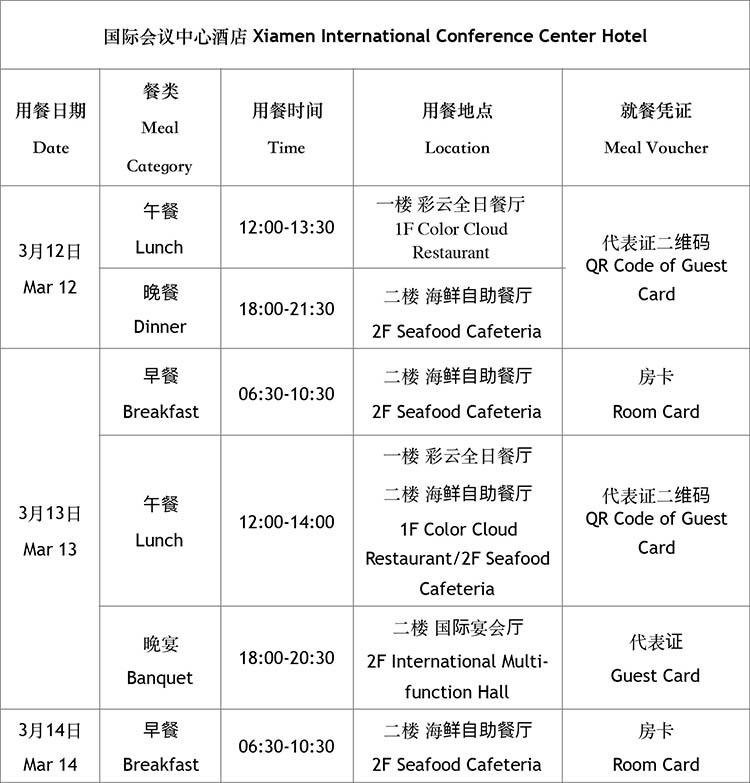 国际会议中心酒店 Xiamen International Conference Center Hotel
用餐日期
Date
餐类
Meal
Category
用餐时间
Time
用餐地点
Location
就餐凭证
Meal Voucher
3月12日
Mar 12
午餐
Lunch
12:00-13:30
一楼 彩云全日餐厅
1F Color Cloud
Restaurant
代表证二维码
QR Code of Guest
Card
晚餐
Dinner
18:00-21:30
二楼 海鲜自助餐厅
2F Seafood Cafeteria
3月13日
Mar 13
早餐
Breakfast
06:30-10:30
二楼 海鲜自助餐厅
2F Seafood Cafeteria
房卡
Room Card
午餐
Lunch
12:00-14:00
一楼 彩云全日餐厅
二楼 海鲜自助餐厅
1F Color Cloud
Restaurant/2F Seafood
Cafeteria
代表证二维码
QR Code of Guest
Card
晚宴
Banquet
18:00-20:30
二楼 国际宴会厅
2F International Multi-
function Hall
代表证
Guest Card
3月14日
Mar 14
早餐
Breakfast
06:30-10:30
二楼 海鲜自助餐厅
2F Seafood Cafeteria
房卡
Room Card